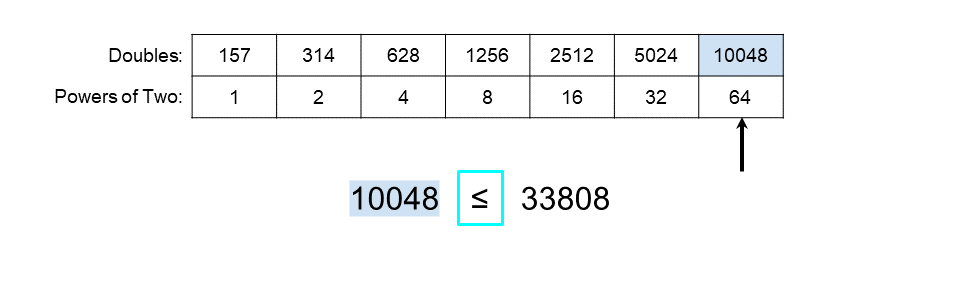 Doubles: 157 314 628 1256 2512 5024 10048
Powers of Two: 1 2 4 8 16 32 64
10048 ≤ 33808